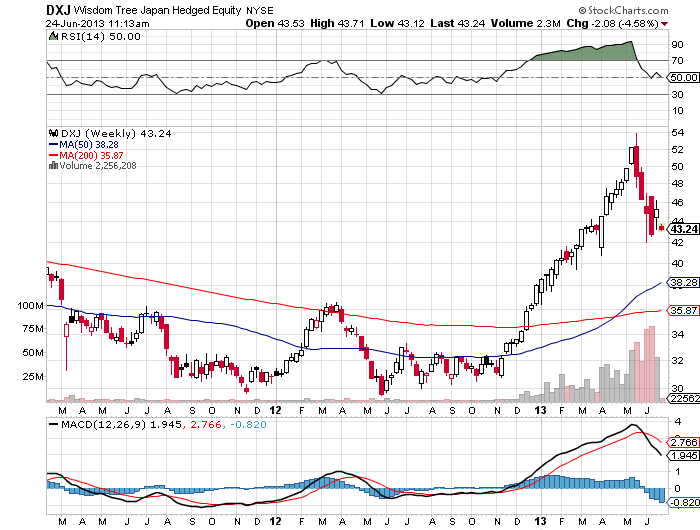 DXJ Wisdom Tree Japan Hedged Equity NYSE © StockCharts.com
24-Jun-2013 11:13am Open 43.53 High 43.71 Low 43.12 Last 43.24 Volume 2.3M Chg -2.08 (-4.58%)
RSI(14) 50.00
90
70
50.00
30
10
DXJ (Weekly) 43.24
MA(50) 38.28
MA(200) 35.87
Volume 2,256,208
54
52
50
48
46
44
43.24
42
40
38.28
38
35.87
34
32
30
22562
100M
75M
50M
25M
M A M J J A S O N D 12 F M A M J J A S O N D 13 F M A M J
MACD(12,26,9) 1.945, 2.766, -0.820
4
2.766
1.945
1
0
-0.820
M A M J J A S O N D 12 F M A M J J A S O N D 13 F M A M J